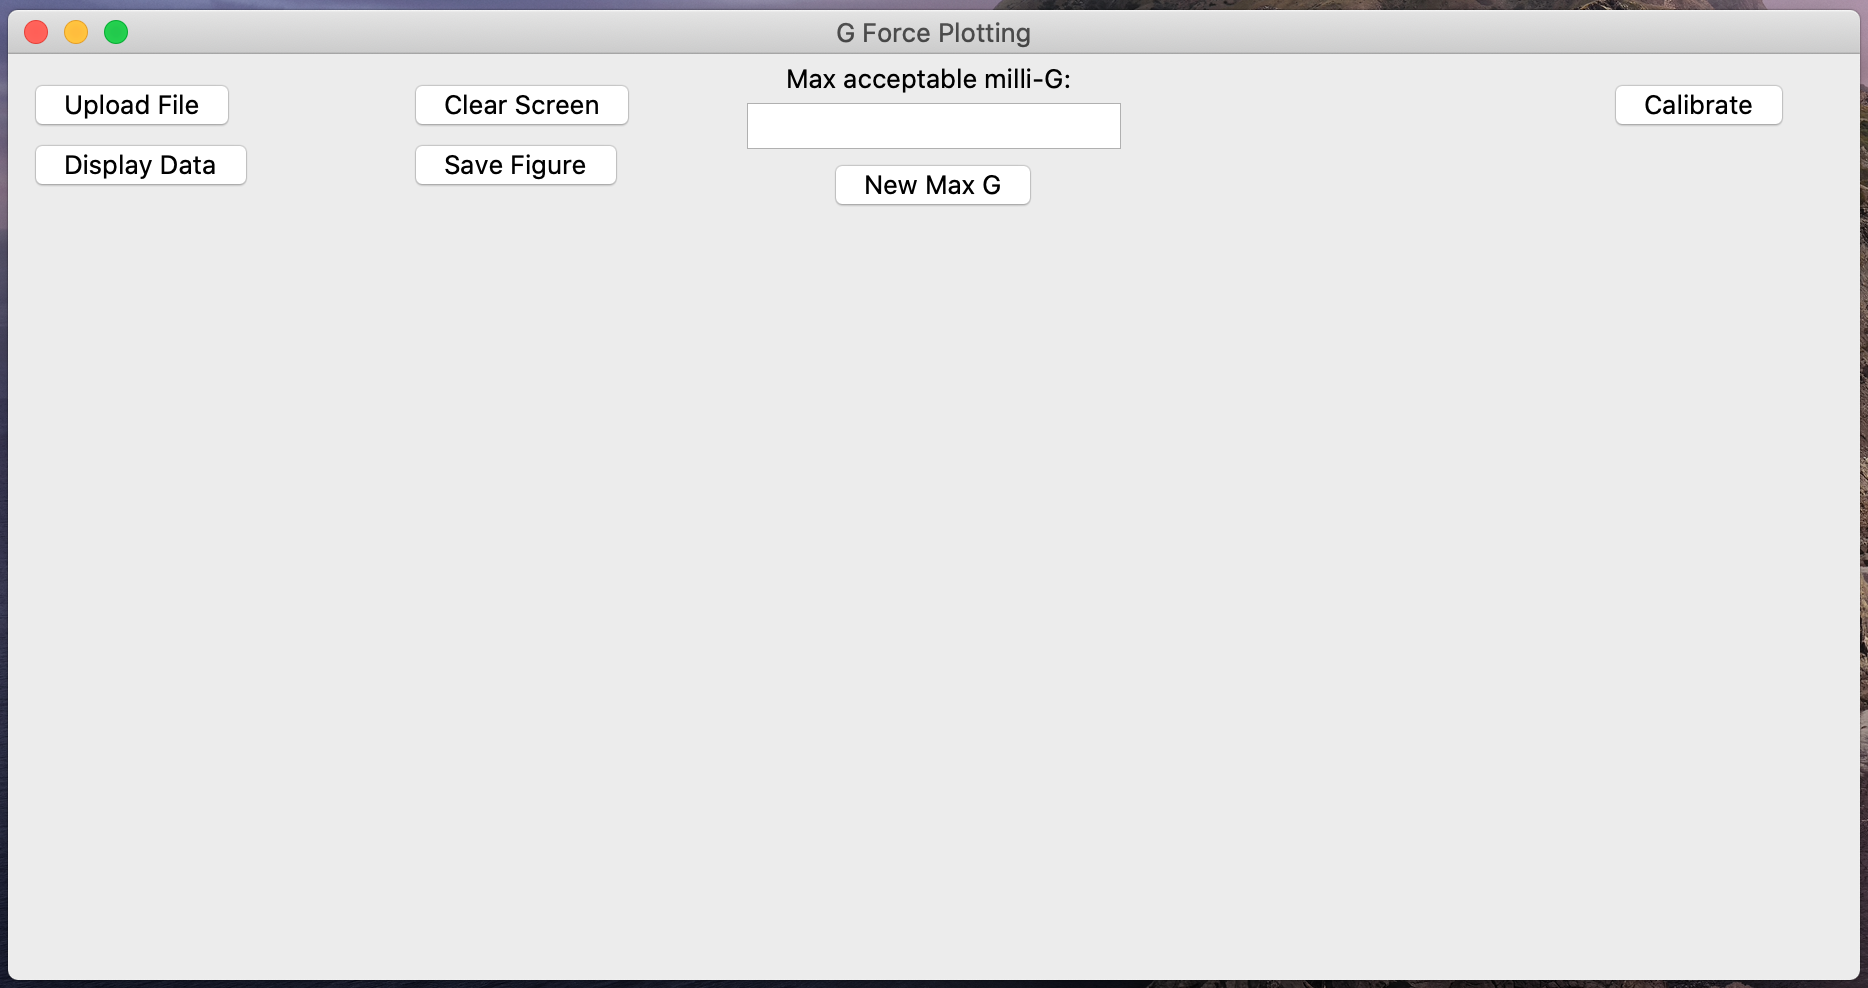 G Force Plotting
Max acceptable milli-G:
Upload File
Clear Screen
Calibrate
Display Data
Save Figure
New Max G